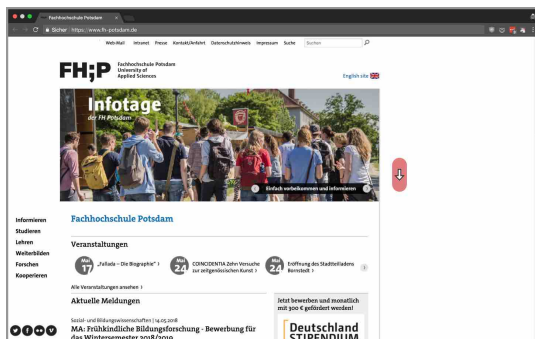 Fachhochschule Potsdam
Sicher https://www.fh-potsdam.de
Web-Mail Intranet Presse Kontakt/Anfahrt Datenschutzhinweis Impressum Suche Suchen
FH;P
Fachhochschule Potsdam
University of
Applied Sciences
English site
Infotage
der FH Potsdam
Einfach vorbeikommen und informieren
Informieren
Studieren
Lehren
Weiterbilden
Forschen
Kooperieren
Fachhochschule Potsdam
Veranstaltungen
Mai
17
„Fallada – Die Biographie“
Mai
24
COINCIDENTIA Zehn Versuche
zur zeitgenössischen Kunst
Mai
24
Eröffnung des Stadtteilladens
Bornstedt
Alle Veranstaltungen ansehen
Aktuelle Meldungen
Sozial- und Bildungswissenschaften | 14.05.2018
MA: Frühkindliche Bildungsforschung - Bewerbung für
das Wintersemester 2018/2019
Jetzt bewerben und monatlich
mit 300 € gefördert werden!
Deutschland
STIPENDIUM